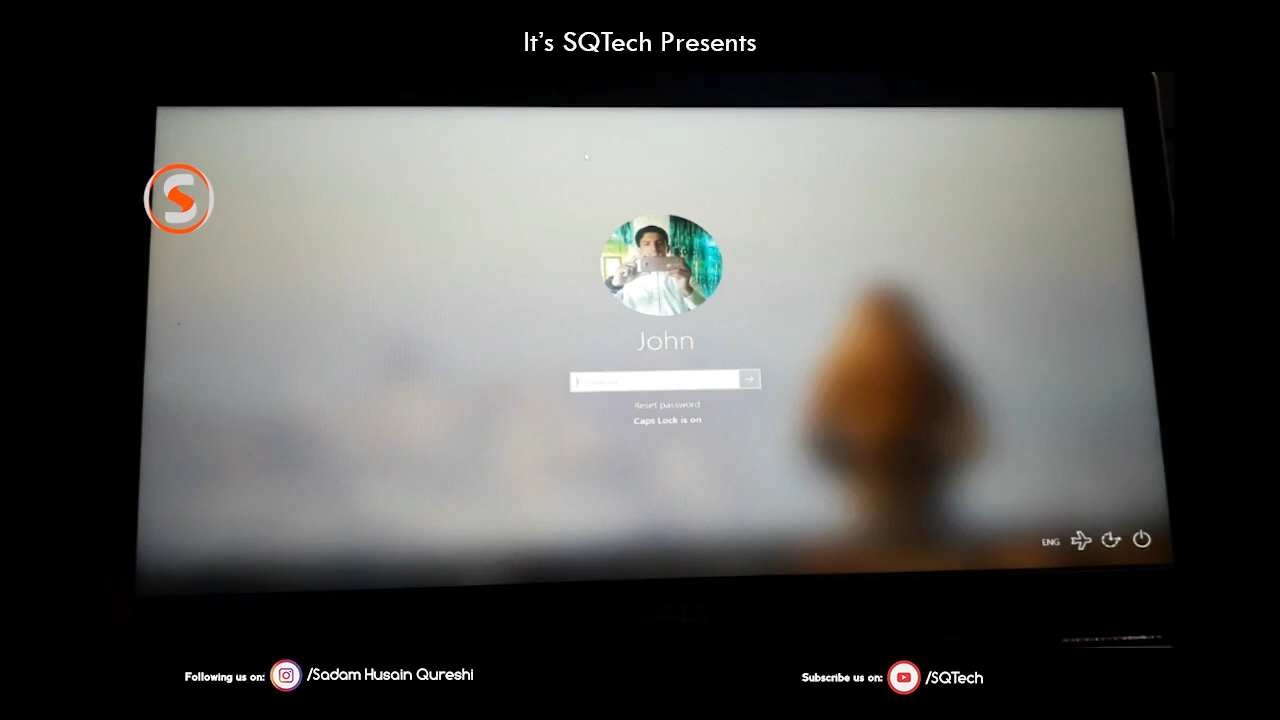 It's SQTech Presents
S
John
Reset password
Caps Lock is on
ENG
DELL
Following us on: /Sadam Husain Qureshi
Subscribe us on: /SQTech